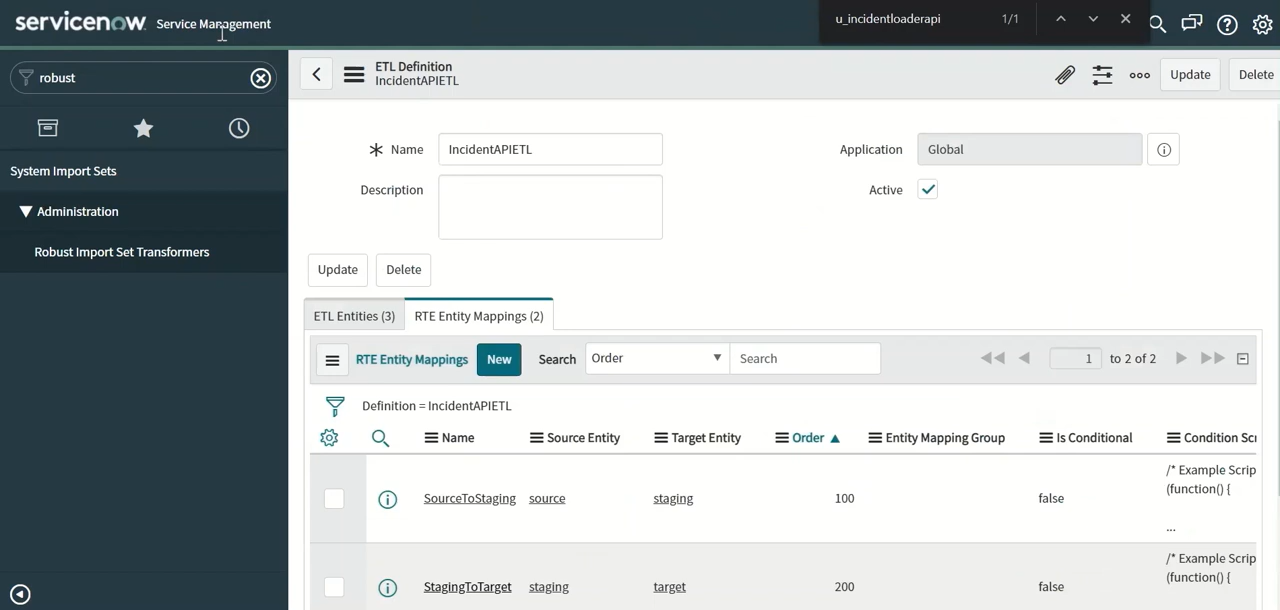 servicenow. Service Management
u_incidentloaderapi 1/1
robust
System Import Sets
Administration
Robust Import Set Transformers
ETL Definition
IncidentAPIETL
Update Delete
Name IncidentAPIETL
Application Global
Description
Active
Update Delete
ETL Entities (3) RTE Entity Mappings (2)
RTE Entity Mappings New Search Order Search 1 to 2 of 2
Definition = IncidentAPIETL
Name Source Entity Target Entity Order Entity Mapping Group Is Conditional Condition Scr
SourceToStaging source staging 100 false /* Example Scrip
(function() {
...
StagingToTarget staging target 200 false /* Example Scrip
(function() {